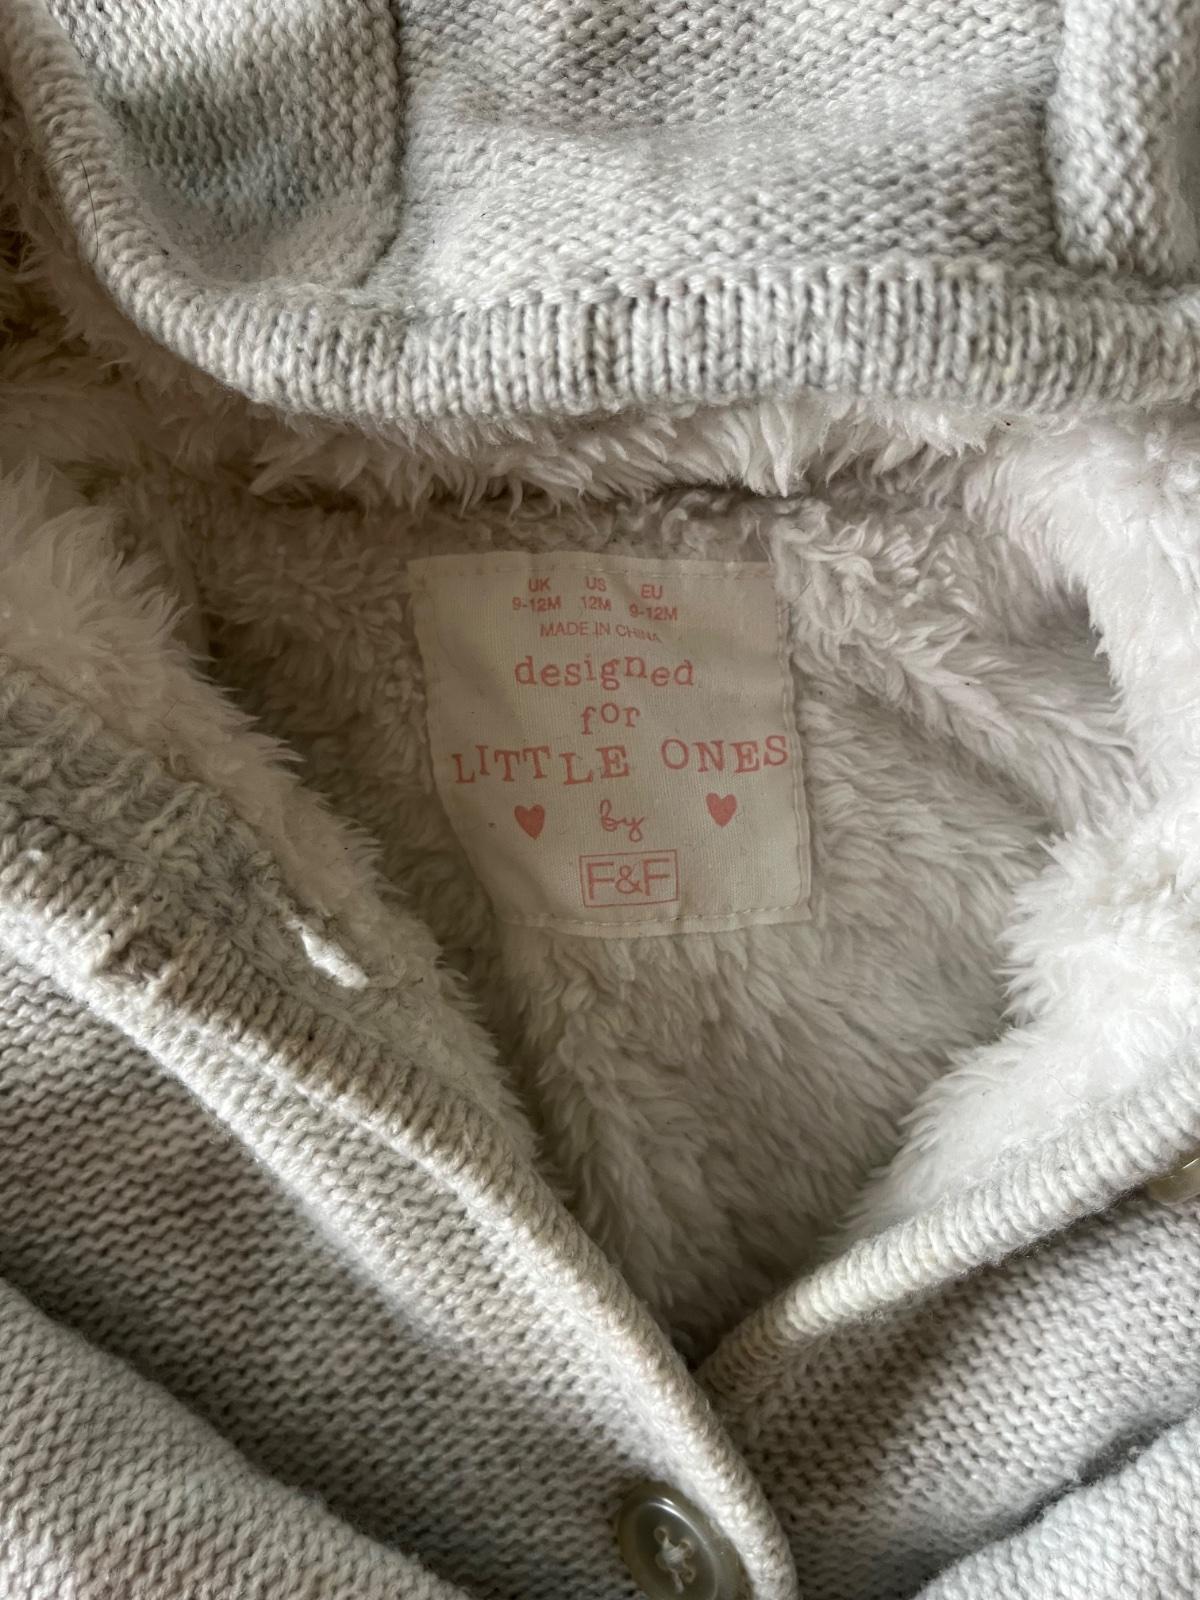 UK US EU
9-12M 12M 9-12M
MADE IN CHINA
designed
for
LITTLE ONES
by
F&F